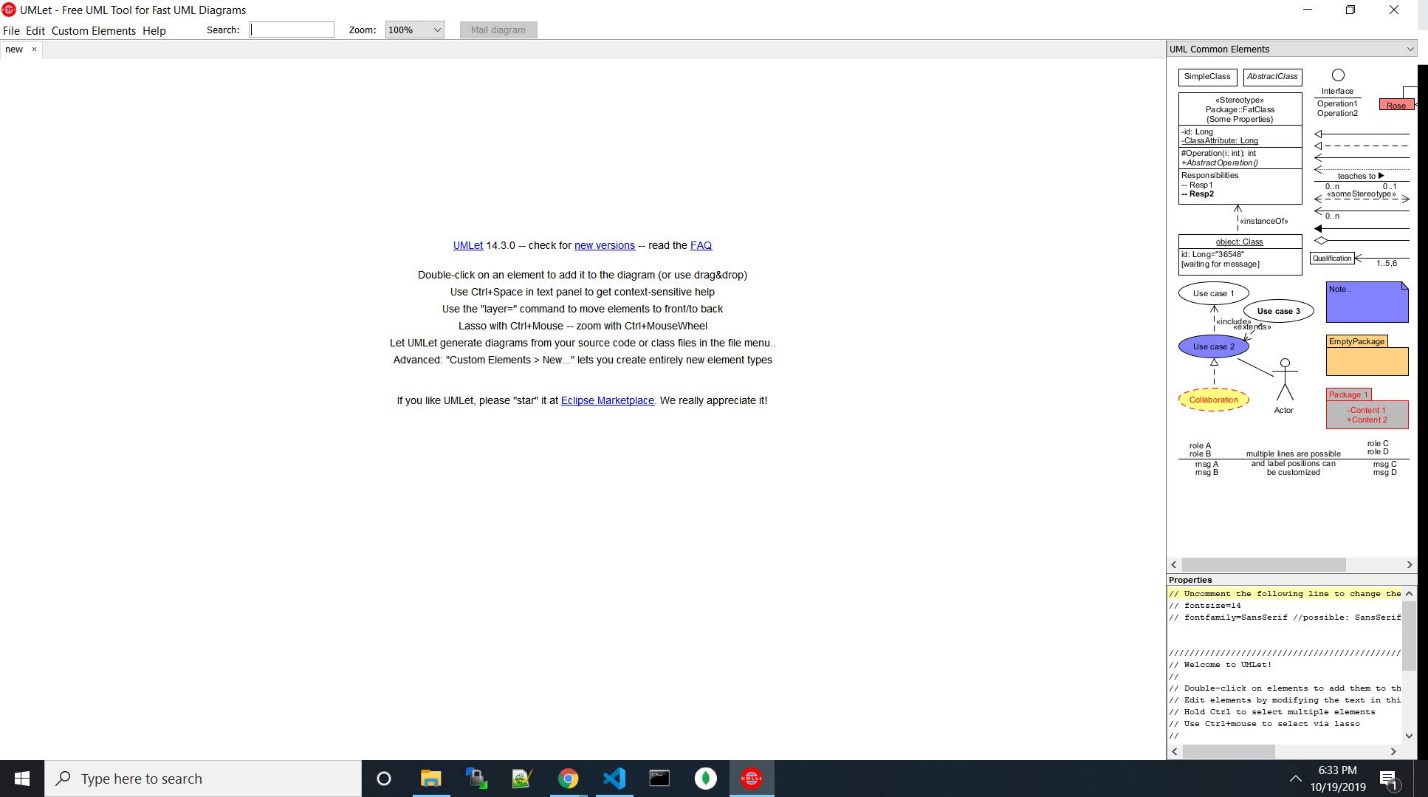 UMLet - Free UML Tool for Fast UML Diagrams
File Edit Custom Elements Help Search: Zoom: 100% Mail diagram
new ×
UML Common Elements
SimpleClass AbstractClass
Interface
Operation1
Operation2
Rose
«Stereotype»
Package::FatClass
{Some Properties}
-id: Long
-ClassAttribute: Long
#Operation(i: int): int
+AbstractOperation()
Responsibilities
-- Resp1
-- Resp2
teaches to
0..n 0..1
«someStereotype»
0..n
«instanceOf»
object: Class
id: Long="36548"
[waiting for message]
Qualification
1..5,6
Use case 1
Use case 3
«include»
«extends»
Use case 2
Collaboration
Actor
Note..
EmptyPackage
Package 1
-Content 1
+Content 2
role A
role B
msg A
msg B
multiple lines are possible
and label positions can
be customized
role C
role D
msg C
msg D
UMLet 14.3.0 -- check for new versions -- read the FAQ
Double-click on an element to add it to the diagram (or use drag&drop)
Use Ctrl+Space in text panel to get context-sensitive help
Use the "layer=" command to move elements to front/to back
Lasso with Ctrl+Mouse -- zoom with Ctrl+MouseWheel
Let UMLet generate diagrams from your source code or class files in the file menu..
Advanced: "Custom Elements > New..." lets you create entirely new element types
If you like UMLet, please "star" it at Eclipse Marketplace. We really appreciate it!
Properties
// Uncomment the following line to change the
// fontsize=14
// fontfamily=SansSerif //possible: SansSerif
/////////////////////////////////////////////
// Welcome to UMLet!
//
// Double-click on elements to add them to th
// Edit elements by modifying the text in thi
// Hold Ctrl to select multiple elements
// Use Ctrl+mouse to select via lasso
//
Type here to search
6:33 PM
10/19/2019
1